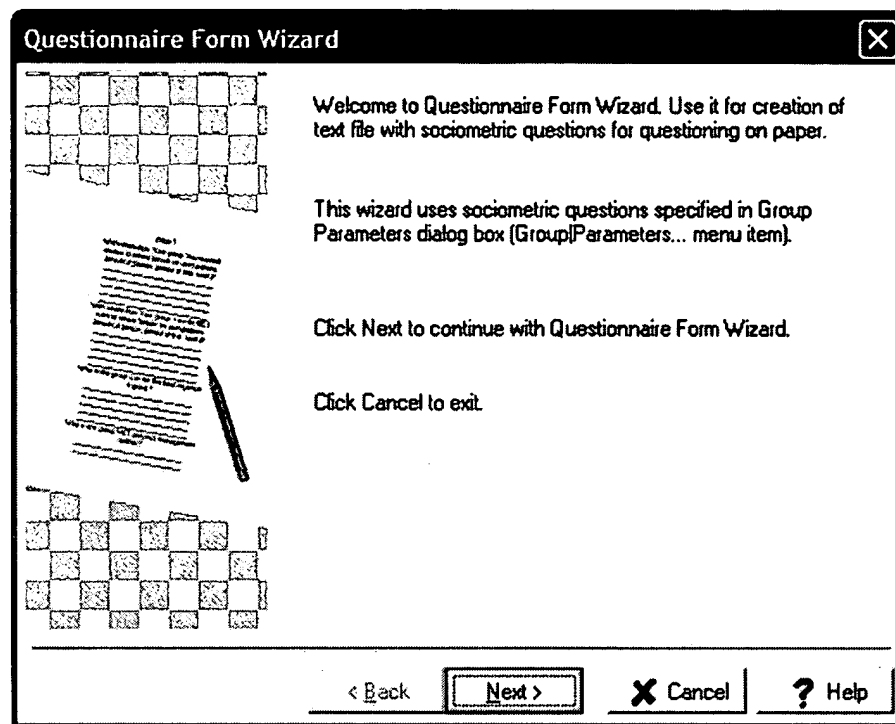 Questionnaire Form Wizard
Welcome to Questionnaire Form Wizard. Use it for creation of
text file with sociometric questions for questioning on paper.
This wizard uses sociometric questions specified in Group
Parameters dialog box (Group|Parameters... menu item).
Click Next to continue with Questionnaire Form Wizard.
Click Cancel to exit.
< Back
Next >
Cancel
? Help